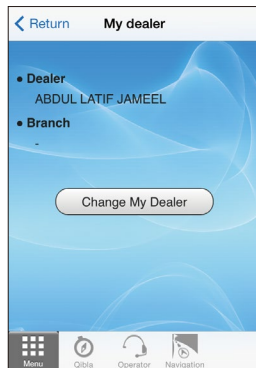 Return My dealer
• Dealer
ABDUL LATIF JAMEEL
• Branch
-
Change My Dealer
Menu Qibla Operator Navigation